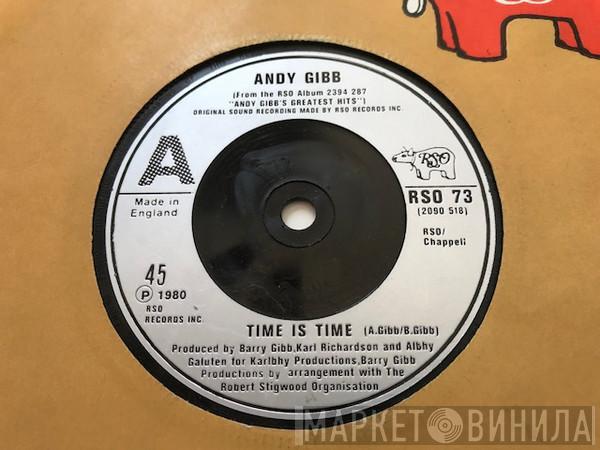 ANDY GIBB
(From the RSO Album 2394 287
"ANDY GIBB'S GREATEST HITS")
ORIGINAL SOUND RECORDING MADE BY RSO RECORDS INC.
A
RSO
Made in
England
RSO 73
(2090 518)
RSO/
Chappell
45
P 1980
RSO
RECORDS INC.
TIME IS TIME (A.Gibb/B.Gibb)
Produced by Barry Gibb,Karl Richardson and Albhy
Galuten for Karlbhy Productions,Barry Gibb
Productions by arrangement with The
Robert Stigwood Organisation
МАРКЕТ ВИНИЛА